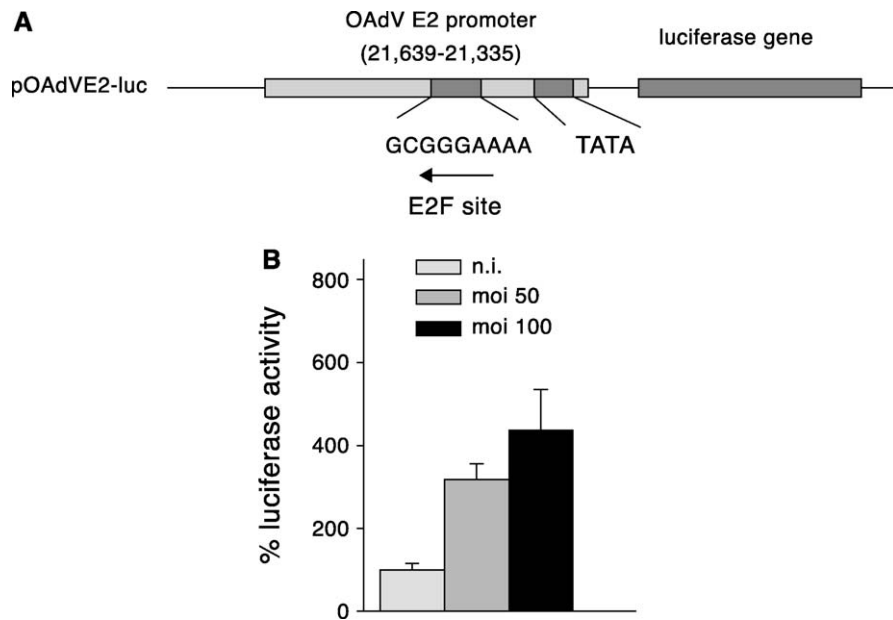 A
OAdV E2 promoter
(21,639-21,335)
luciferase gene
pOAdVE2-luc
GCGGGAAAA
TATA
E2F site
B
n.i.
moi 50
moi 100
% luciferase activity
800
600
400
200
0